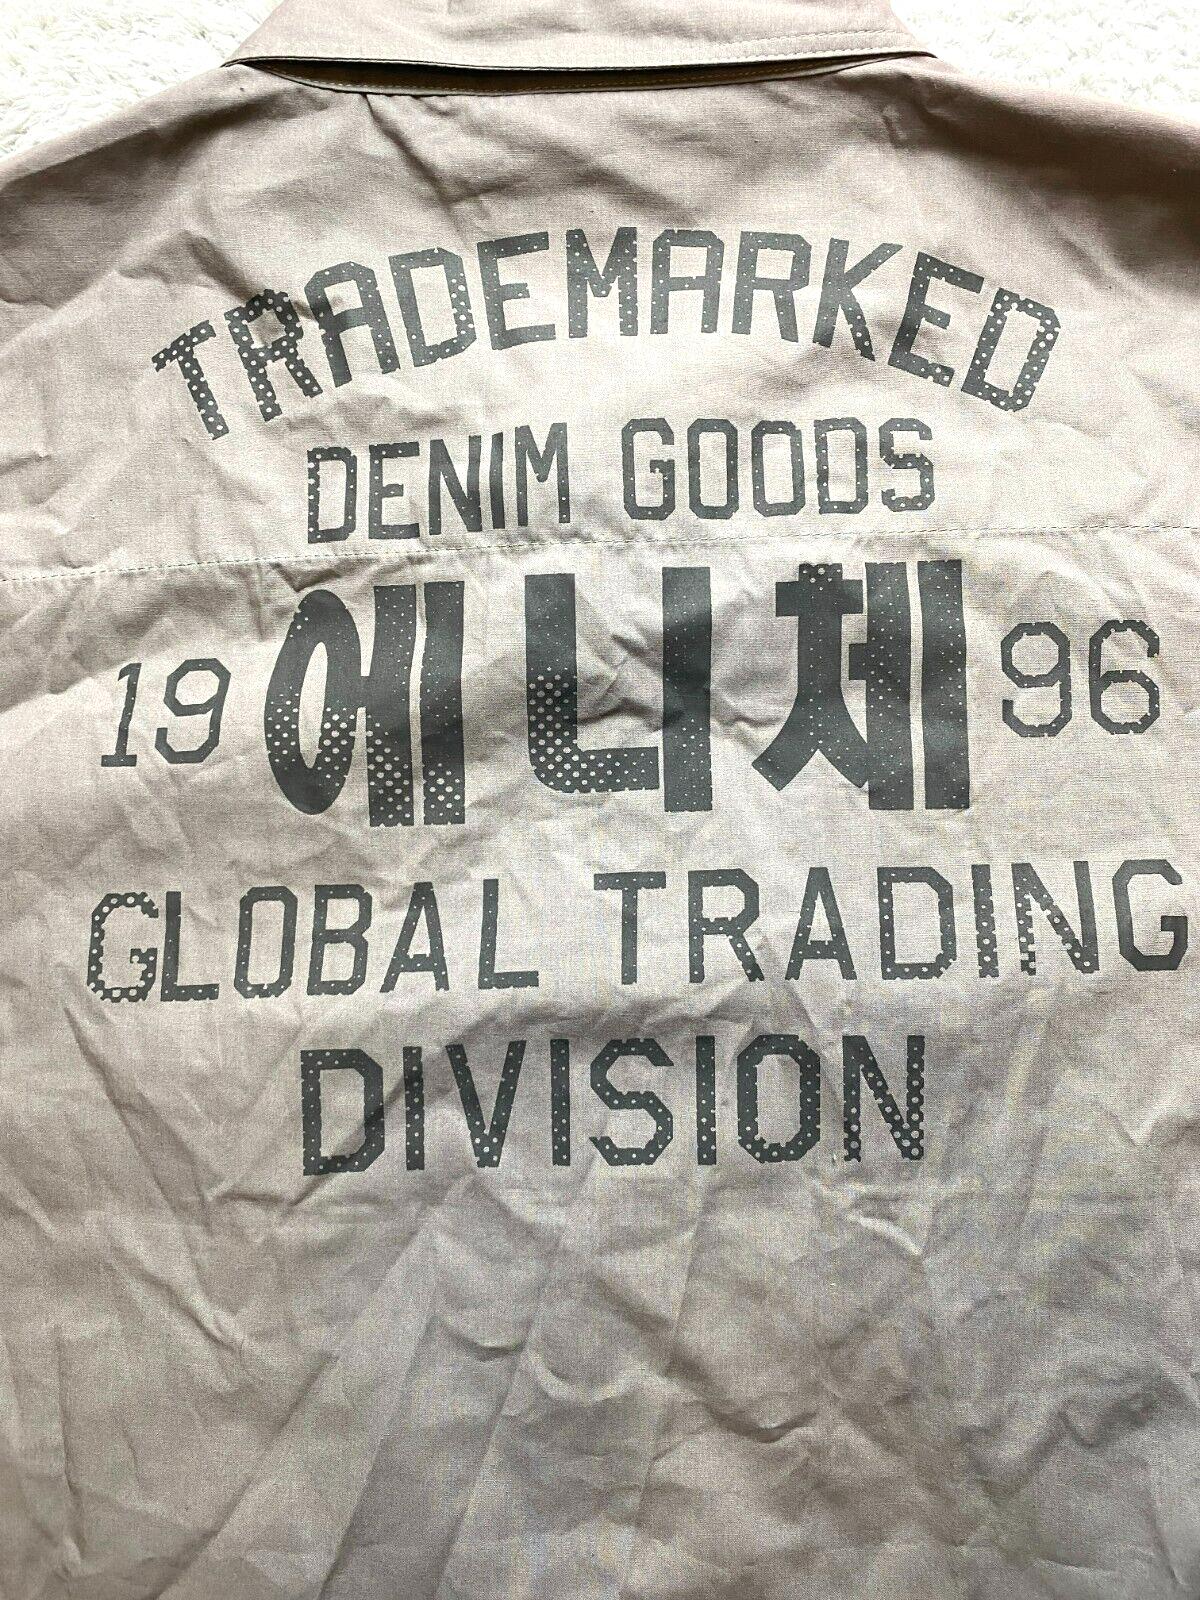 TRADEMARKED
DENIM GOODS
19 에니체 96
GLOBAL TRADING
DIVISION